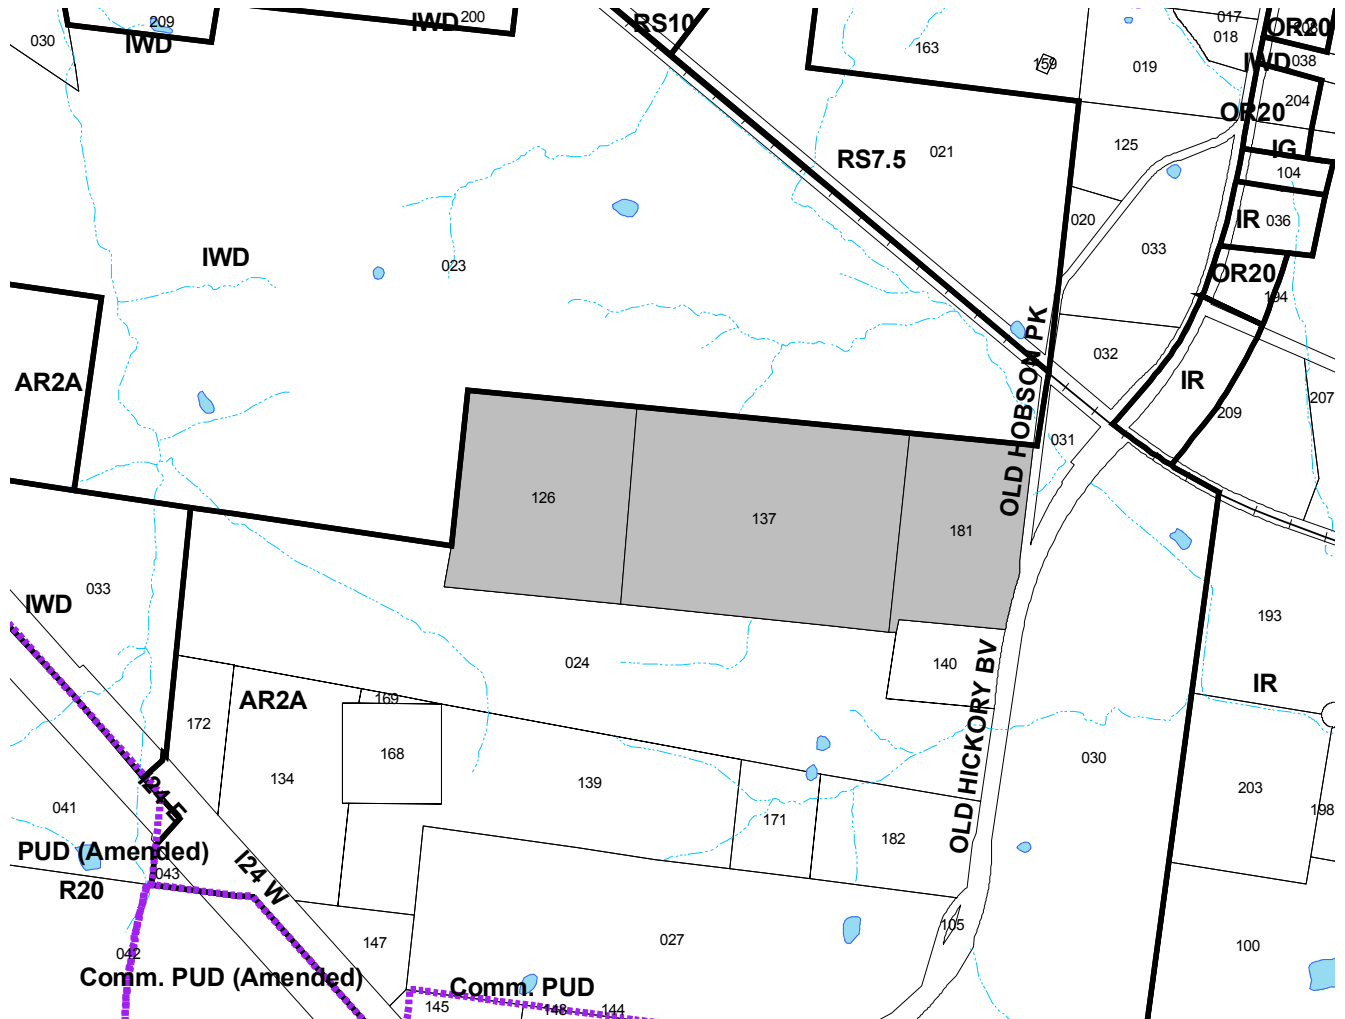 209
IWD
200
IWD
RS10
017
018
OR20
030
163
159
019
IWD
038
204
OR20
125
IG
104
RS7.5
021
020
IR
036
033
IWD
023
OR20
194
032
AR2A
IR
207
209
031
OLD HOBSON PK
126
137
181
033
IWD
193
024
140
IR
AR2A
169
172
168
134
139
OLD HICKORY BV
030
203
198
171
182
I24 E
041
PUD (Amended)
043
R20
I24 W
105
147
027
100
042
Comm. PUD (Amended)
Comm. PUD
145
148
144